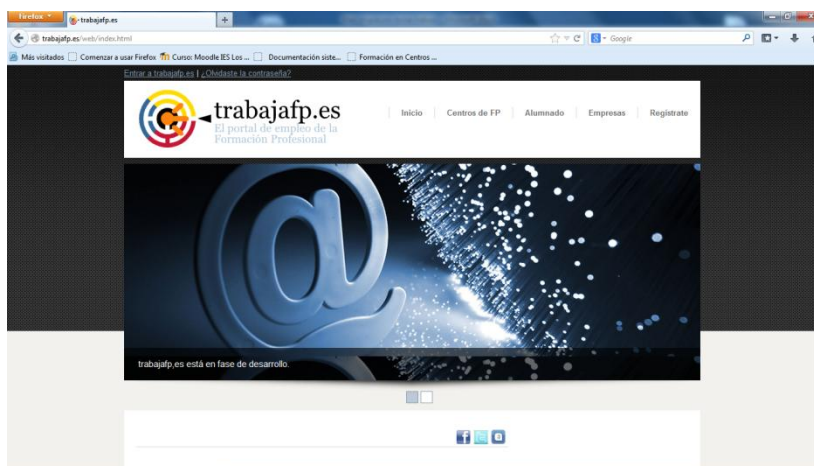 Firefox
trabajafp.es
trabajafp.es/web/index.html
Google
Más visitados Comenzar a usar Firefox Curso: Moodle IES Los ... Documentación siste... Formación en Centros ...
Entrar a trabajafp.es | ¿Olvidaste la contraseña?
trabajafp.es
El portal de empleo de la
Formación Profesional
Inicio Centros de FP Alumnado Empresas Registrate
trabajafp,es está en fase de desarrollo.